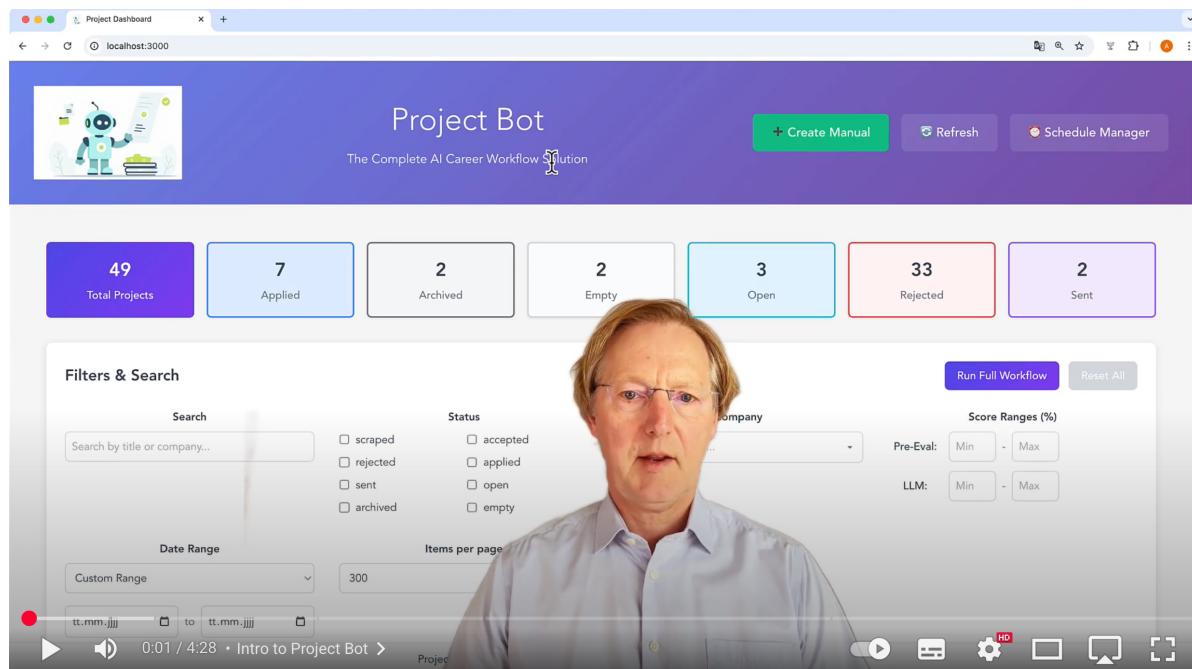 Project Dashboard
localhost:3000
A
Project Bot
The Complete AI Career Workflow Solution
Create Manual
Refresh
Schedule Manager
49
Total Projects
7
Applied
2
Archived
2
Empty
3
Open
33
Rejected
2
Sent
Filters & Search
Run Full Workflow
Reset All
Search
Status
ompany
Score Ranges (%)
Search by title or company...
scraped
accepted
rejected
applied
sent
open
archived
empty
Pre-Eval:
Min
-
Max
LLM:
Min
-
Max
Date Range
Items per page
Custom Range
300
tt.mm.jjjj
to
tt.mm.jjjj
0:01 / 4:28 • Intro to Project Bot
HD
Projec